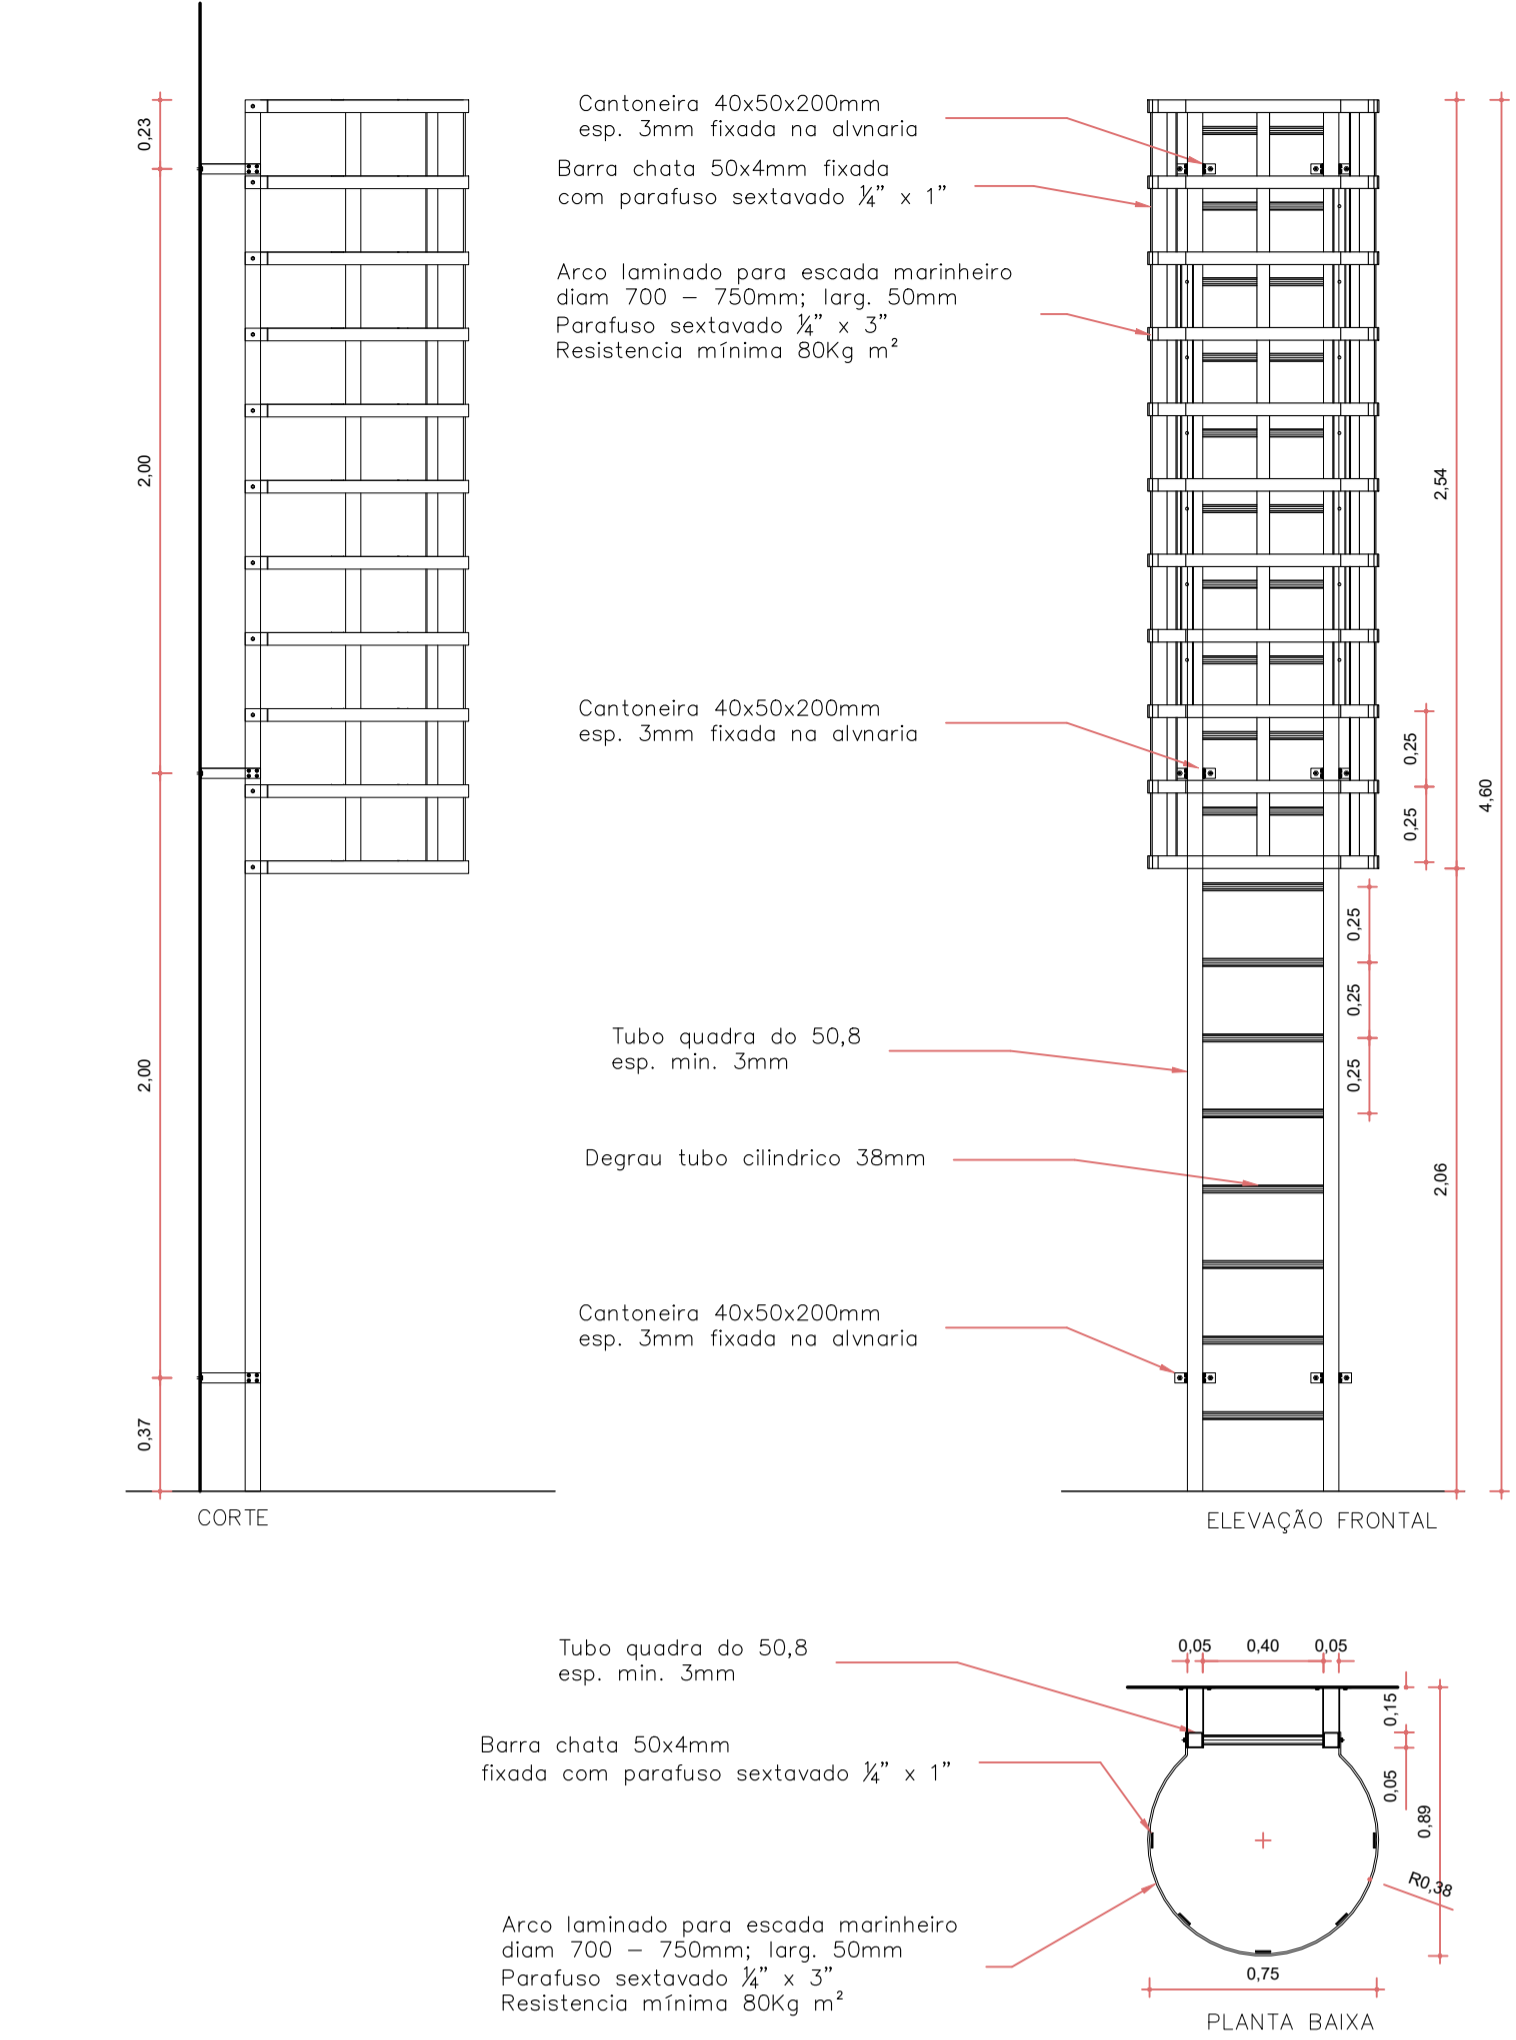 Cantoneira 40x50x200mm
esp. 3mm fixada na alvnaria
Barra chata 50x4mm fixada
com parafuso sextavado ¼" x 1"
Arco laminado para escada marinheiro
diam 700 – 750mm; larg. 50mm
Parafuso sextavado ¼" x 3"
Resistencia mínima 80Kg m²
Cantoneira 40x50x200mm
esp. 3mm fixada na alvnaria
Tubo quadra do 50,8
esp. min. 3mm
Degrau tubo cilindrico 38mm
Cantoneira 40x50x200mm
esp. 3mm fixada na alvnaria
0,23
2,00
2,00
0,37
CORTE
2,54
0,25
0,25
4,60
0,25
0,25
0,25
2,06
ELEVAÇÃO FRONTAL
Tubo quadra do 50,8
esp. min. 3mm
Barra chata 50x4mm
fixada com parafuso sextavado ¼" x 1"
Arco laminado para escada marinheiro
diam 700 – 750mm; larg. 50mm
Parafuso sextavado ¼" x 3"
Resistencia mínima 80Kg m²
0,05 0,40 0,05
0,15
0,05
0,89
R0,38
0,75
PLANTA BAIXA